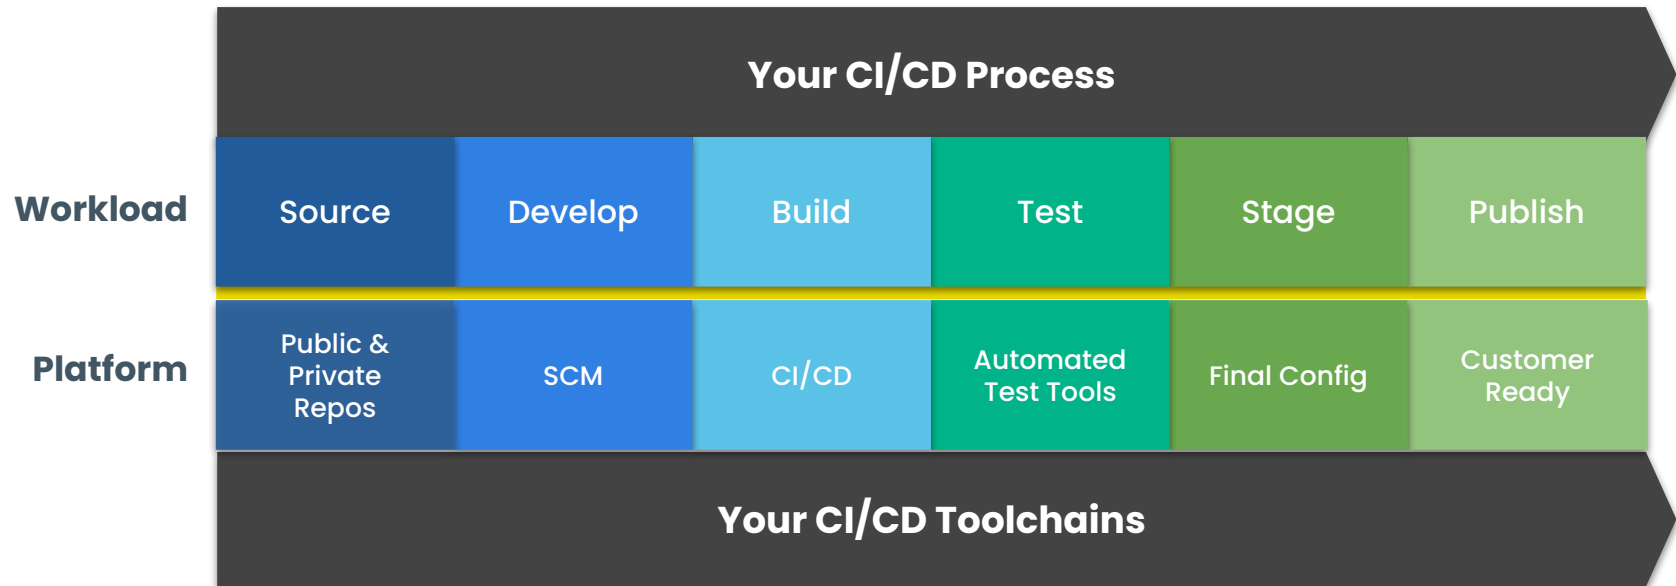 Your CI/CD Process
Workload
Source
Develop
Build
Test
Stage
Publish
Platform
Public &
Private
Repos
SCM
CI/CD
Automated
Test Tools
Final Config
Customer
Ready
Your CI/CD Toolchains